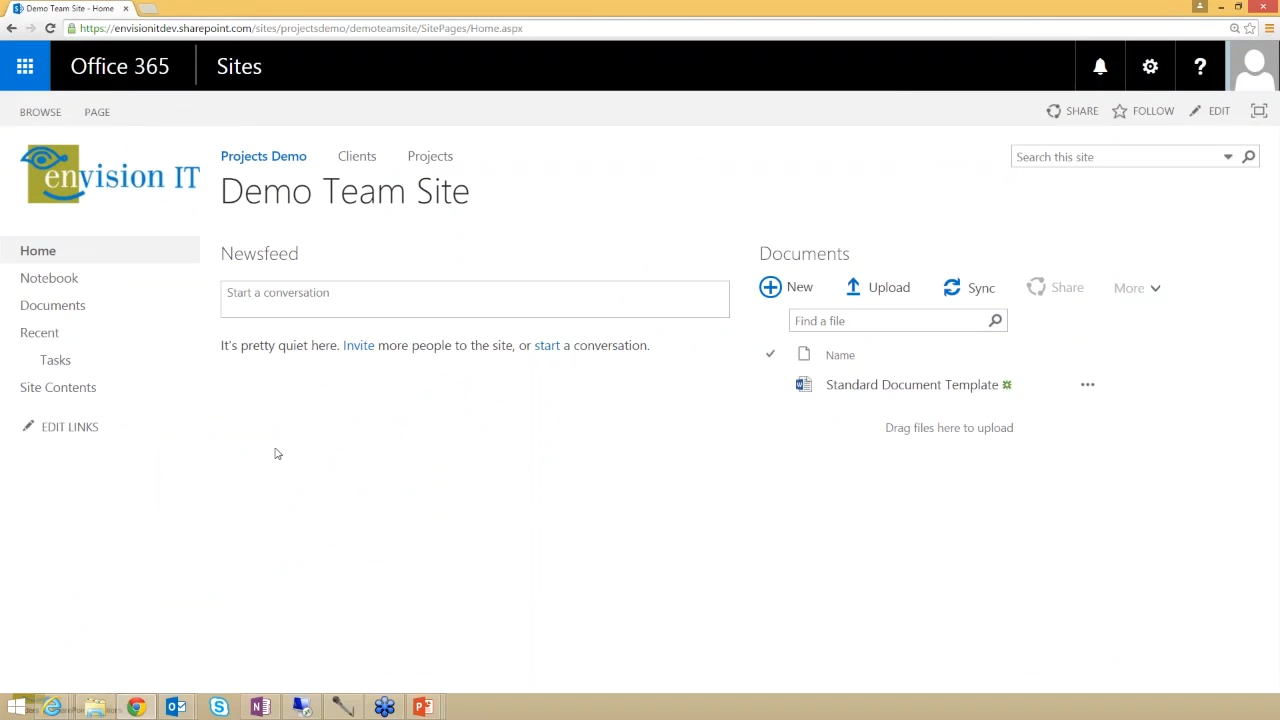 Demo Team Site - Home
https://envisionitdev.sharepoint.com/sites/projectsdemo/demoteamsite/SitePages/Home.aspx
Office 365 Sites ?
BROWSE PAGE SHARE FOLLOW EDIT
envision IT
Projects Demo Clients Projects
Search this site
Demo Team Site
Home
Notebook
Documents
Recent
Tasks
Site Contents
EDIT LINKS
Newsfeed
Start a conversation
It's pretty quiet here. Invite more people to the site, or start a conversation.
Documents
New Upload Sync Share More
Find a file
Name
Standard Document Template
Drag files here to upload